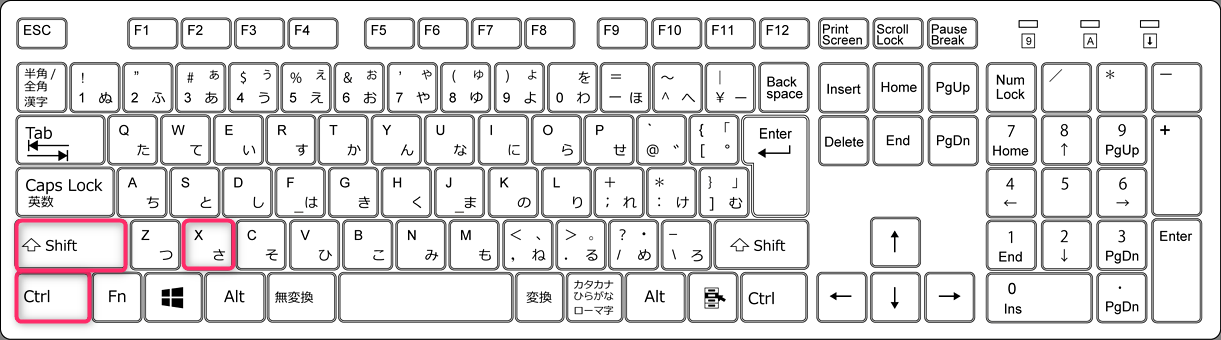 ESC F1 F2 F3 F4 F5 F6 F7 F8 F9 F10 F11 F12 Print Screen Scroll Lock Pause Break 9 A ⬇
半角/全角 漢字 ! 1 ぬ " 2 ふ # ぁ 3 あ $ ぅ 4 う % ぇ 5 え & ぉ 6 お ' ゃ 7 や ( ゅ 8 ゆ ) ょ 9 よ を 0 わ = － ほ ～ ^ へ | ¥ ー Back space Insert Home PgUp Num Lock ／ ＊ －
Tab Q た W て E い R す T か Y ん U な I に O ら P せ ` @ ゛ { 「 [ ゜ Enter Delete End PgDn 7 Home 8 ↑ 9 PgUp +
Caps Lock 英数 A ち S と D し F _は G き H く J _ま K の L り + ; れ * : け } 」 ] む 4 ← 5 6 →
Shift Z つ X さ C そ V ひ B こ N み M も < 、 , ね > 。 . る ? ・ / め _ \ ろ Shift ↑ 1 End 2 ↓ 3 PgDn Enter
Ctrl Fn Alt 無変換 変換 カタカナ ひらがな ローマ字 Alt Ctrl ← ↓ → 0 Ins . PgDn